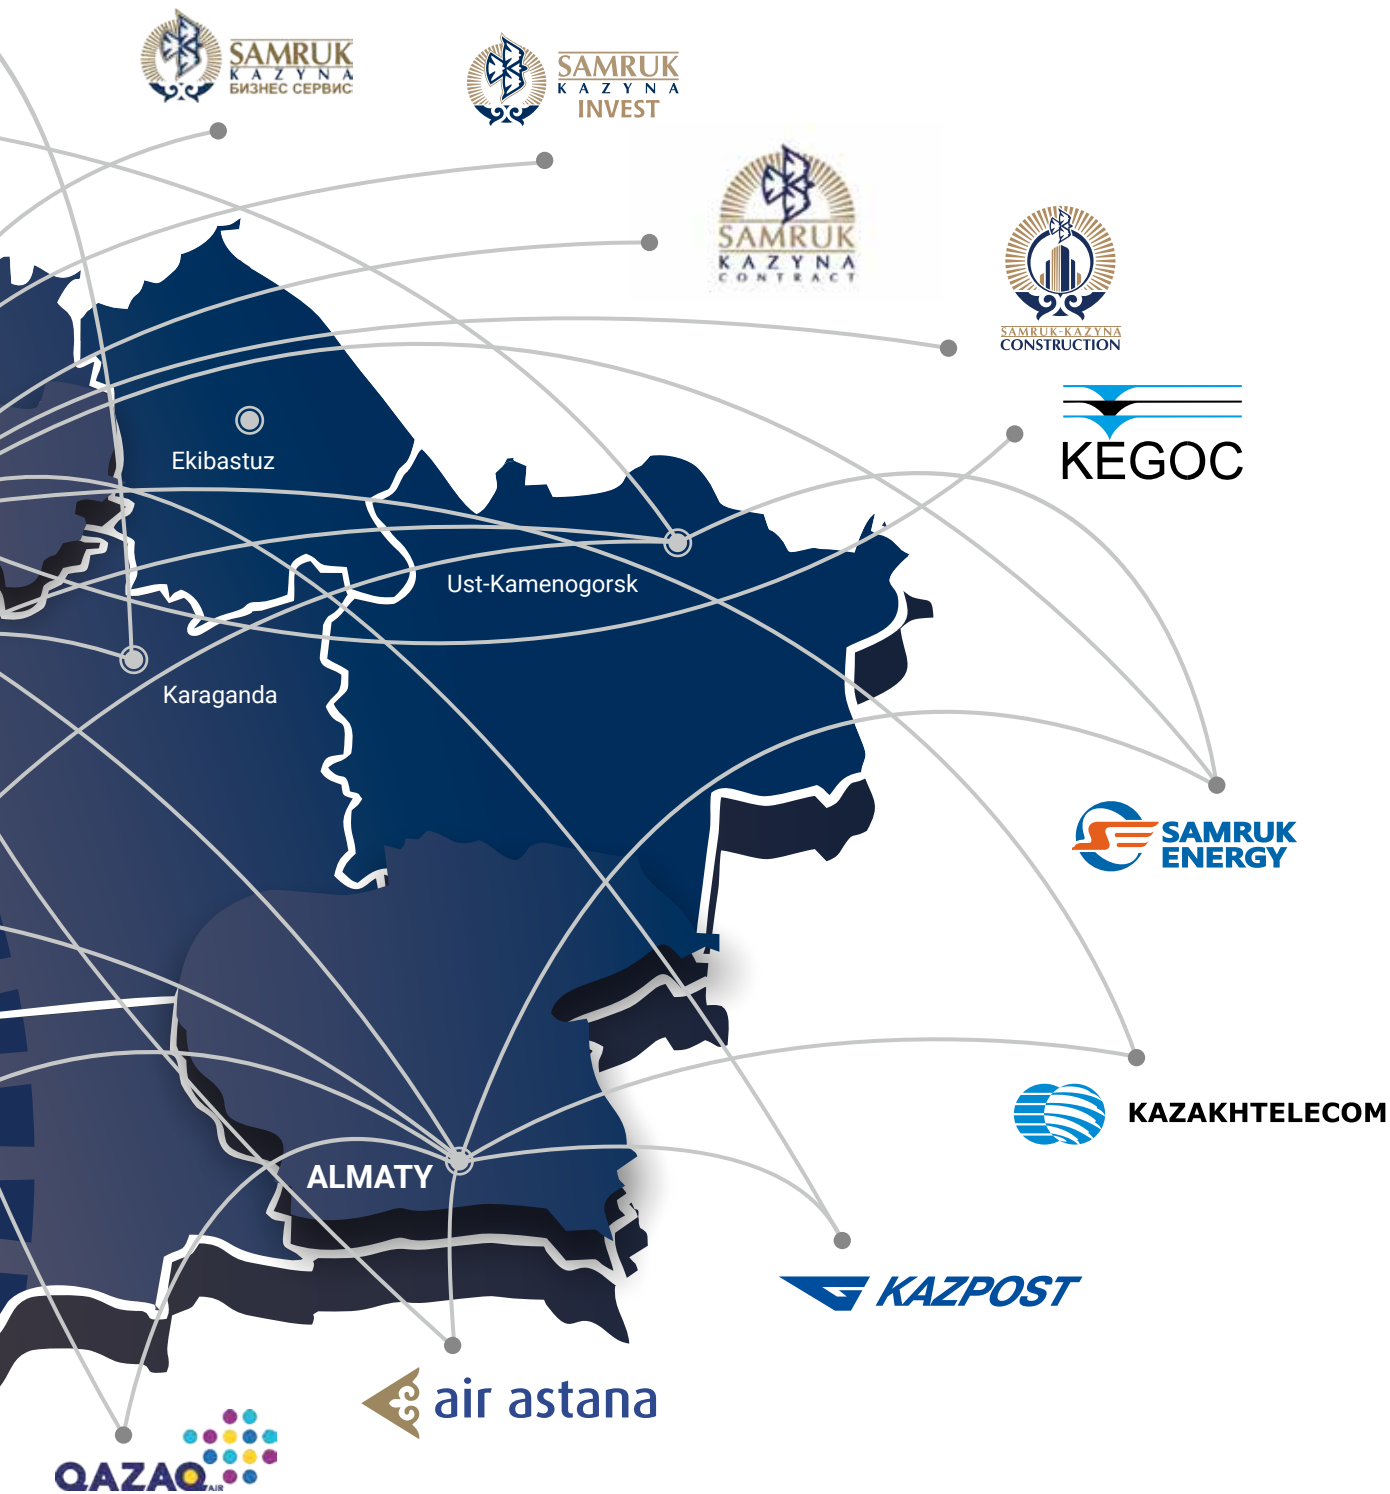 SAMRUK
KAZYNA
БИЗНЕС СЕРВИС
SAMRUK
KAZYNA
INVEST
SAMRUK
KAZYNA
CONTRACT
SAMRUK-KAZYNA
CONSTRUCTION
KEGOC
Ekibastuz
Ust-Kamenogorsk
Karaganda
SAMRUK
ENERGY
KAZAKHTELECOM
ALMATY
KAZPOST
air astana
QAZAQ
AIR